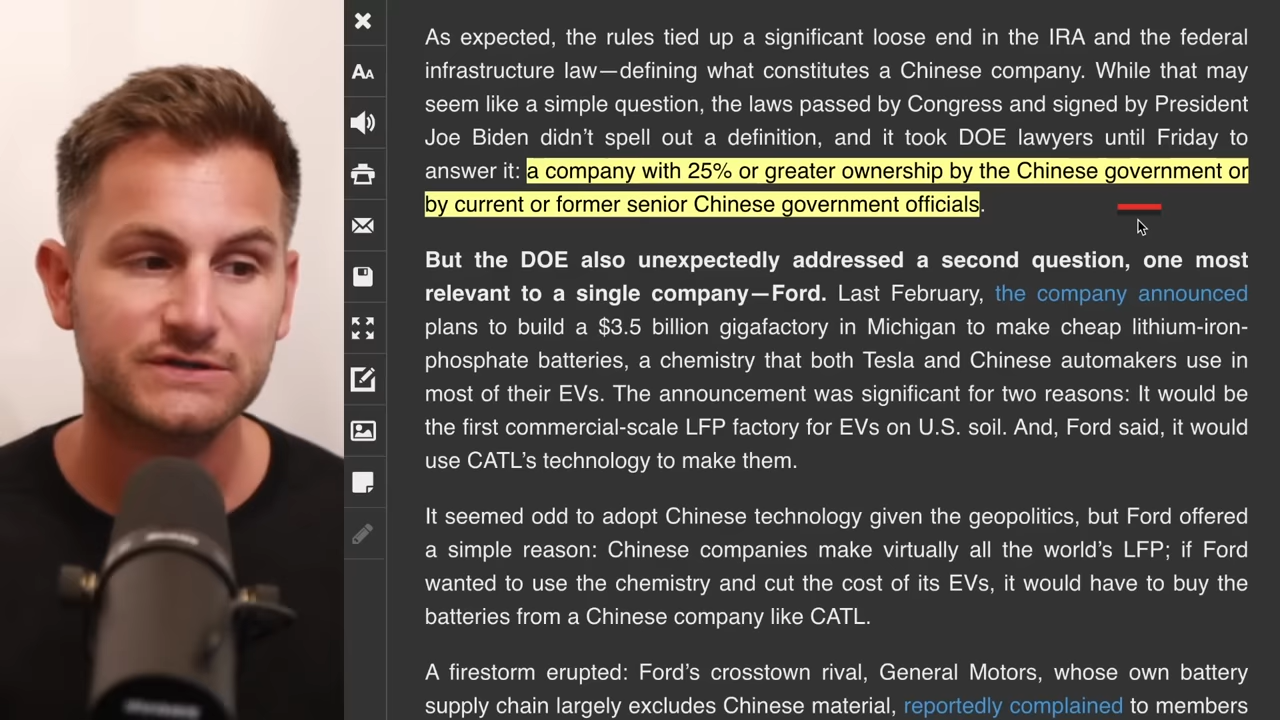 As expected, the rules tied up a significant loose end in the IRA and the federal
infrastructure law—defining what constitutes a Chinese company. While that may
seem like a simple question, the laws passed by Congress and signed by President
Joe Biden didn’t spell out a definition, and it took DOE lawyers until Friday to
answer it: a company with 25% or greater ownership by the Chinese government or
by current or former senior Chinese government officials.
But the DOE also unexpectedly addressed a second question, one most
relevant to a single company—Ford. Last February, the company announced
plans to build a $3.5 billion gigafactory in Michigan to make cheap lithium-iron-
phosphate batteries, a chemistry that both Tesla and Chinese automakers use in
most of their EVs. The announcement was significant for two reasons: It would be
the first commercial-scale LFP factory for EVs on U.S. soil. And, Ford said, it would
use CATL’s technology to make them.
It seemed odd to adopt Chinese technology given the geopolitics, but Ford offered
a simple reason: Chinese companies make virtually all the world’s LFP; if Ford
wanted to use the chemistry and cut the cost of its EVs, it would have to buy the
batteries from a Chinese company like CATL.
A firestorm erupted: Ford’s crosstown rival, General Motors, whose own battery
supply chain largely excludes Chinese material, reportedly complained to members